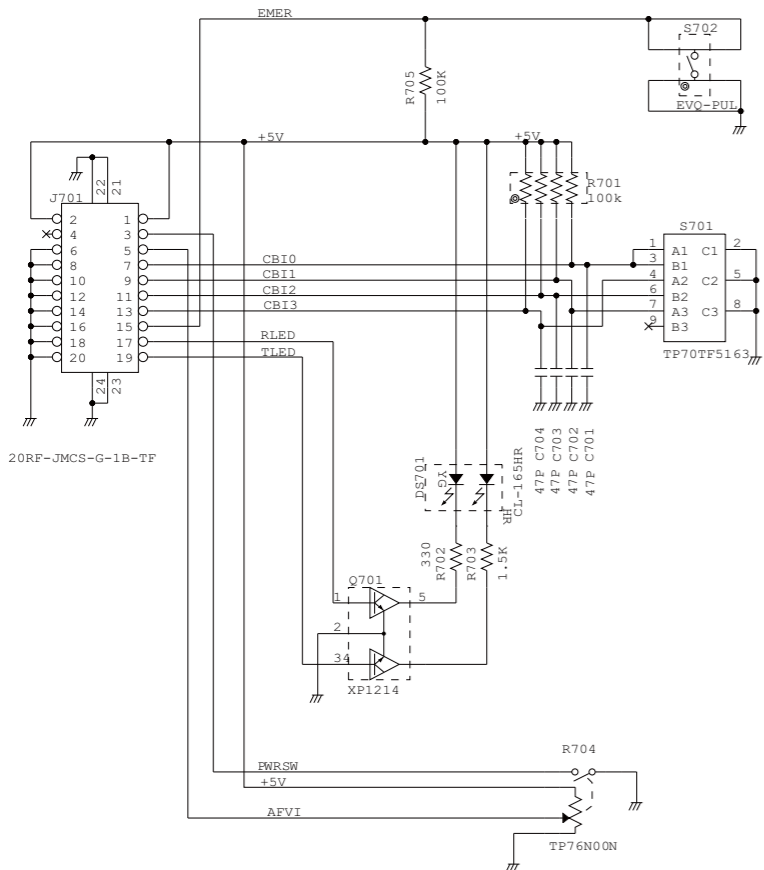 EMER
S702
R705
100K
EVQ-PUL
+5V
+5V
22
21
J701
R701
100k
2
1
4
3
6
5
8
7
10
9
12
11
14
13
16
15
18
17
20
19
24
23
CBI0
CBI1
CBI2
CBI3
RLED
TLED
S701
1 A1 C1 2
3 B1
4 A2 C2 5
6 B2
7 A3 C3 8
9 B3
TP70TF5163
20RF-JMCS-G-1B-TF
47P C704
47P C703
47P C702
47P C701
DS701
YG
HR
CL-165HR
330
R702
R703
1.5K
Q701
1
5
2
34
XP1214
R704
PWRSW
+5V
AFVI
TP76N00N